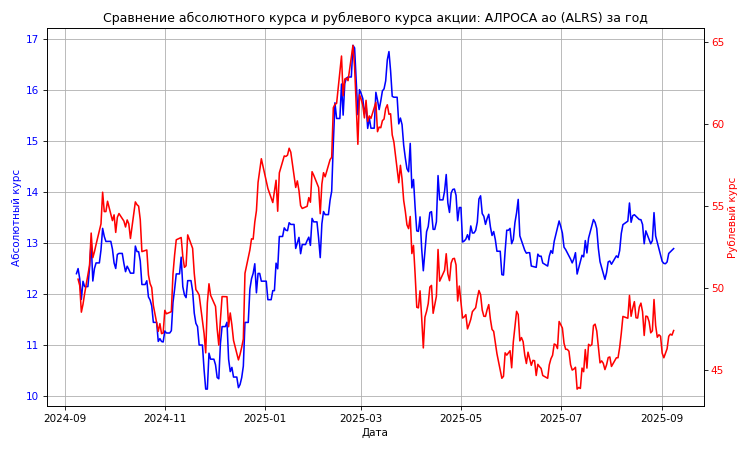 Сравнение абсолютного курса и рублевого курса акции: АЛРОСА ао (ALRS) за год
17
16
15
14
13
12
11
10
Абсолютный курс
65
60
55
50
45
Рублевый курс
2024-09 2024-11 2025-01 2025-03 2025-05 2025-07 2025-09
Дата